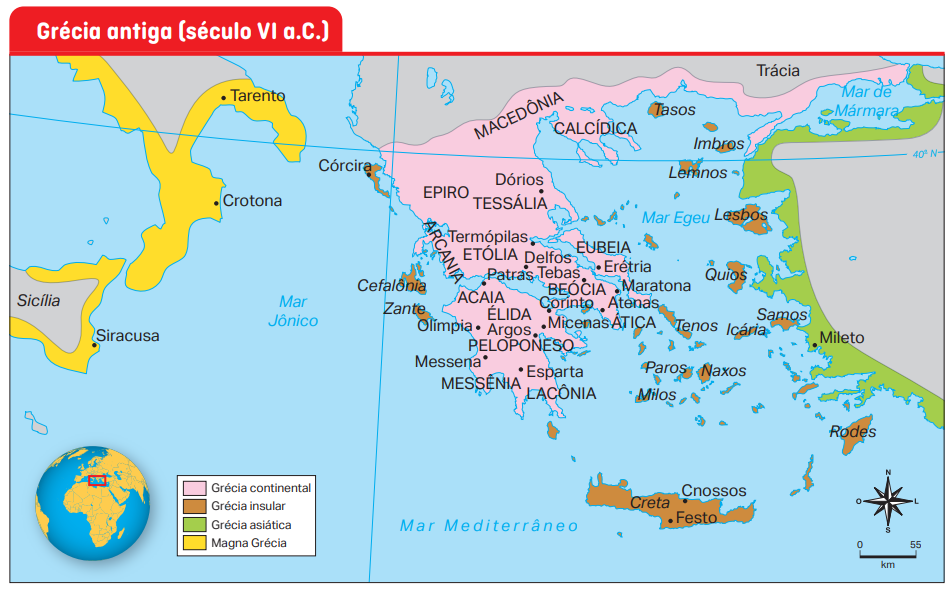 Grécia antiga (século VI a.C.)
Trácia
Mar de
Mármara
Tarento
MACEDÔNIA
CALCÍDICA
Tasos
Imbros
40º N
Córcira
Lemnos
Dórios
EPIRO
TESSÁLIA
Crotona
Mar Egeu
Lesbos
ARCANIA
Termópilas
EUBEIA
ETÓLIA
Delfos
Erétria
Patras
Tebas
Quios
Cefalônia
BEÓCIA
Maratona
Sicília
Mar
Jônico
ACAIA
Corinto
Atenas
Zante
ÉLIDA
Samos
Olímpia
Argos
Micenas
ÁTICA
Tenos
Icária
Siracusa
PELOPONESO
Mileto
Messena
Esparta
Paros
Naxos
MESSÊNIA
LACÔNIA
Milos
Rodes
Cnossos
Creta
Festo
Mar Mediterrâneo
Grécia continental
Grécia insular
Grécia asiática
Magna Grécia
N
O
L
S
0 55
km